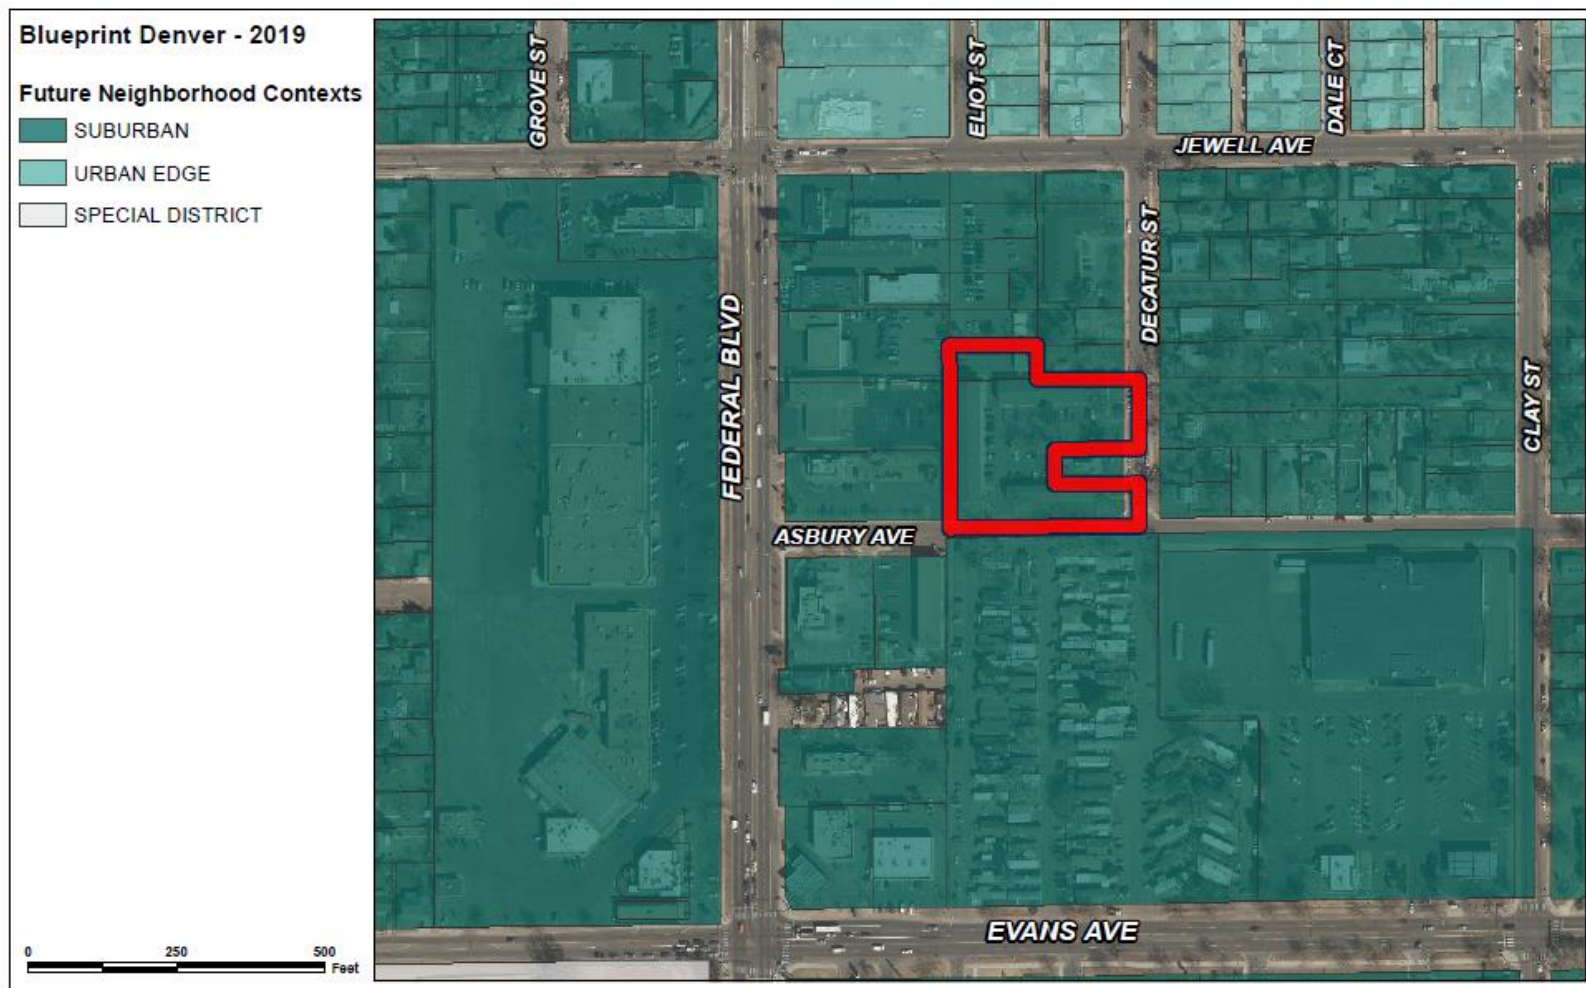 Blueprint Denver - 2019
Future Neighborhood Contexts
SUBURBAN
URBAN EDGE
SPECIAL DISTRICT
GROVE ST
ELIOT ST
DALE CT
JEWELL AVE
DECATUR ST
FEDERAL BLVD
CLAY ST
ASBURY AVE
EVANS AVE
0 250 500
Feet